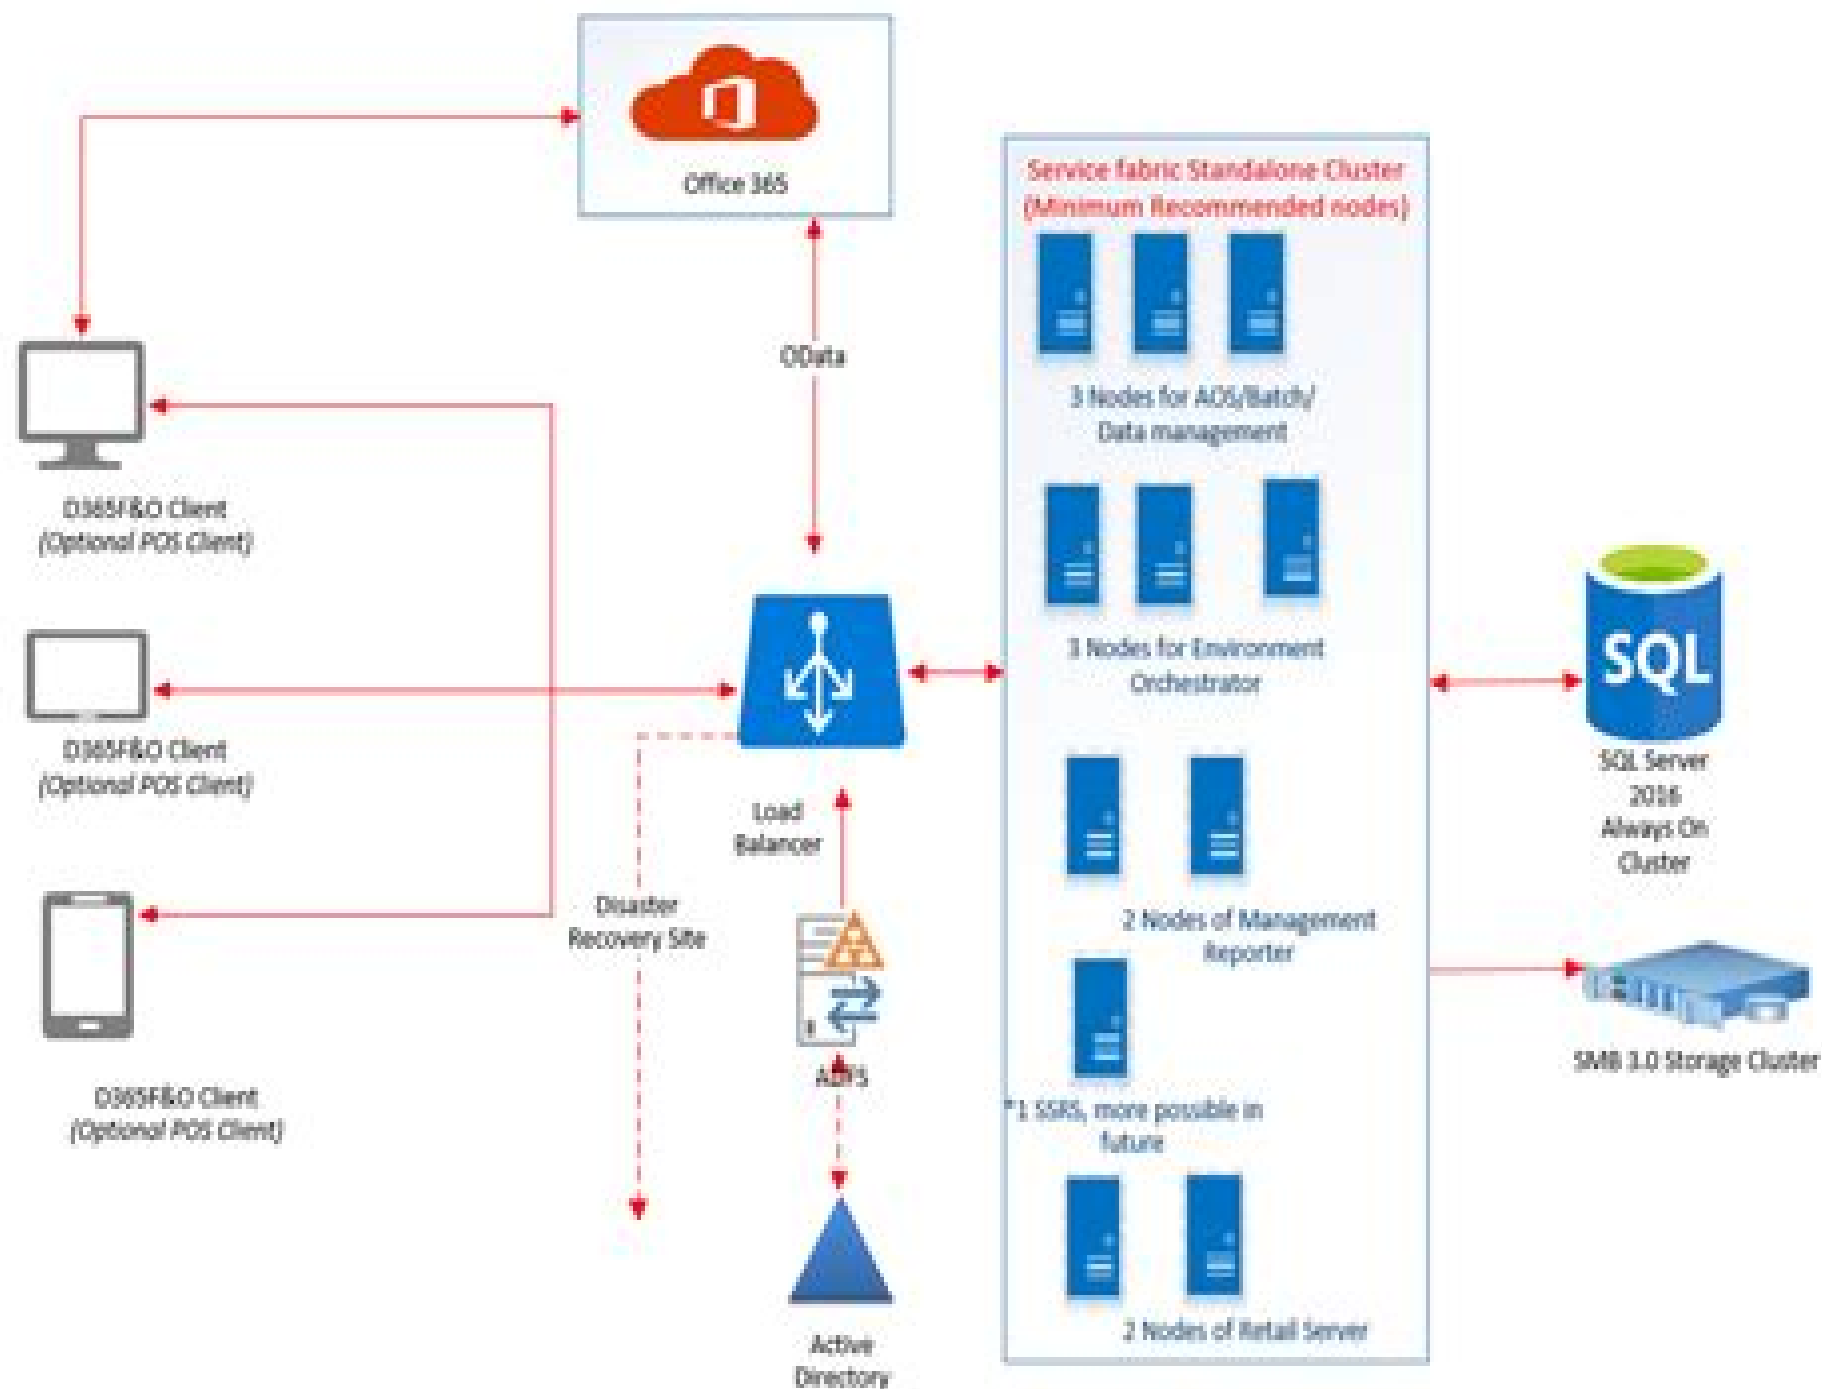 Office 365
Service fabric Standalone Cluster
(Minimum Recommended nodes)
OData
3 Nodes for AOS/Batch/
Data management
D365F&O Client
(Optional POS Client)
3 Nodes for Environment
Orchestrator
SQL
SQL Server
2016
Always On
Cluster
D365F&O Client
(Optional POS Client)
Load
Balancer
Disaster
Recovery Site
2 Nodes of Management
Reporter
SMB 3.0 Storage Cluster
ADFS
D365F&O Client
(Optional POS Client)
*1 SSRS, more possible in
future
2 Nodes of Retail Server
Active
Directory